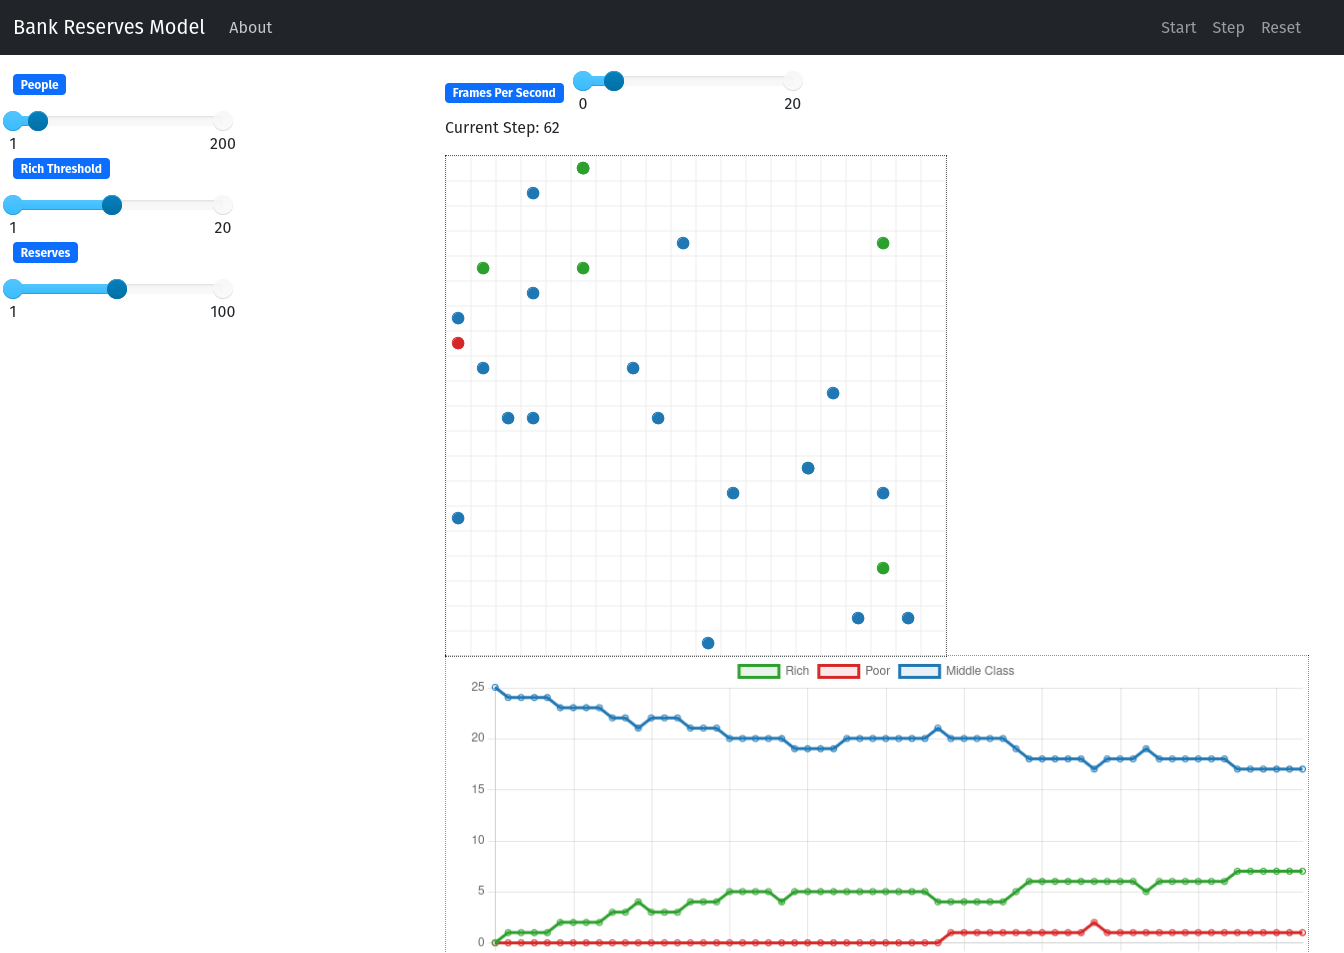 Bank Reserves Model About Start Step Reset
People
1 200
Rich Threshold
1 20
Reserves
1 100
Frames Per Second
0 20
Current Step: 62
Rich Poor Middle Class
25
20
15
10
5
0